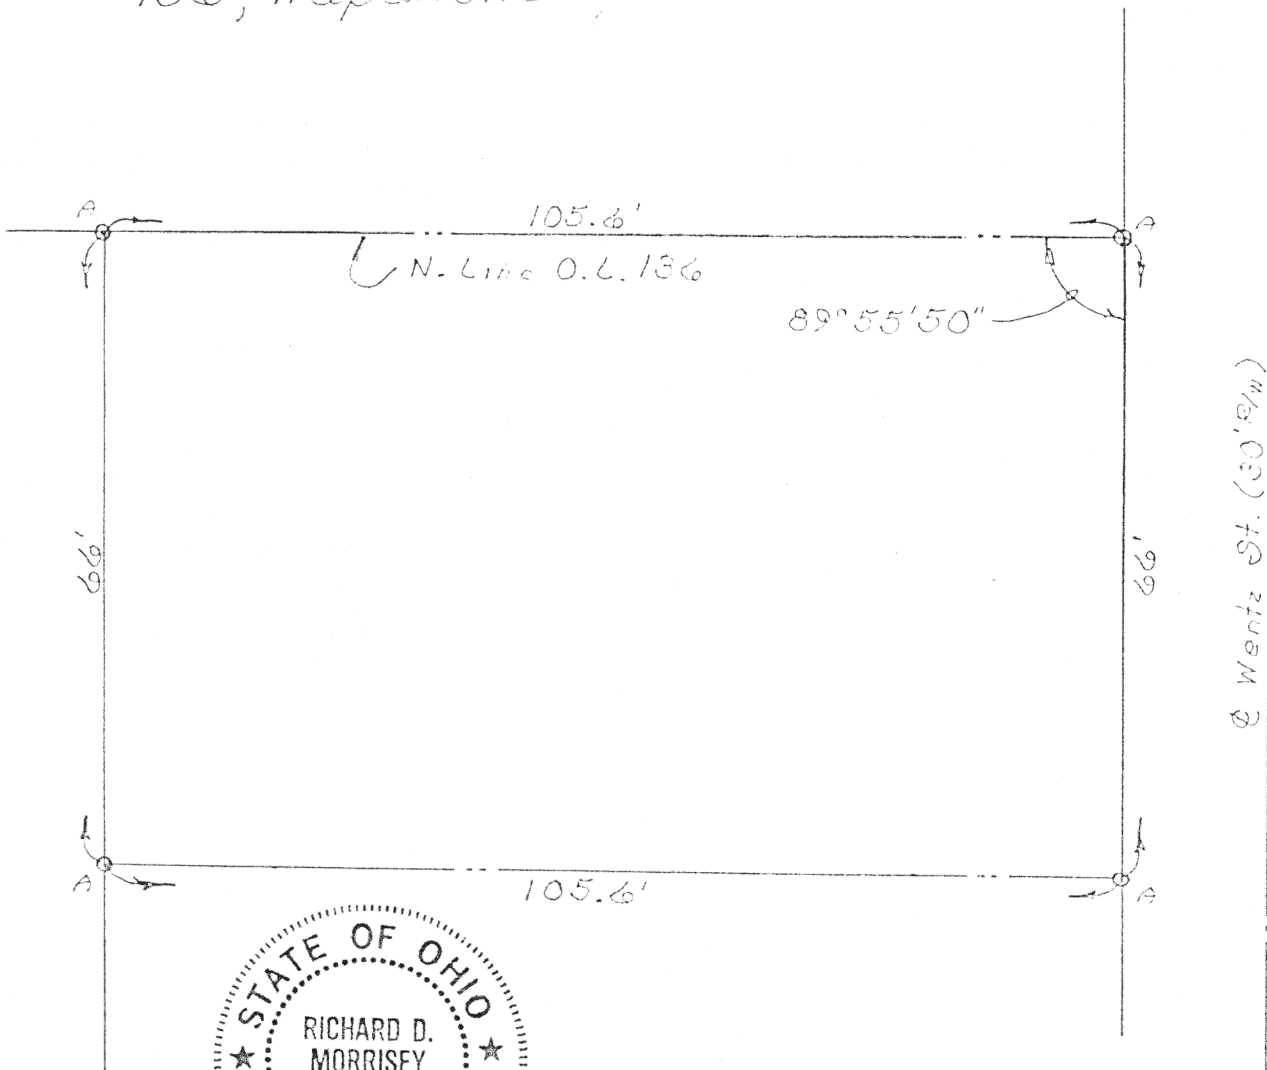 A
105.6'
A
N. Line O.L. 136
89°55'50"
66'
66'
℄ Wentz St. (30' R/W)
A
105.6'
A
STATE OF OHIO
RICHARD D.
MORRISEY